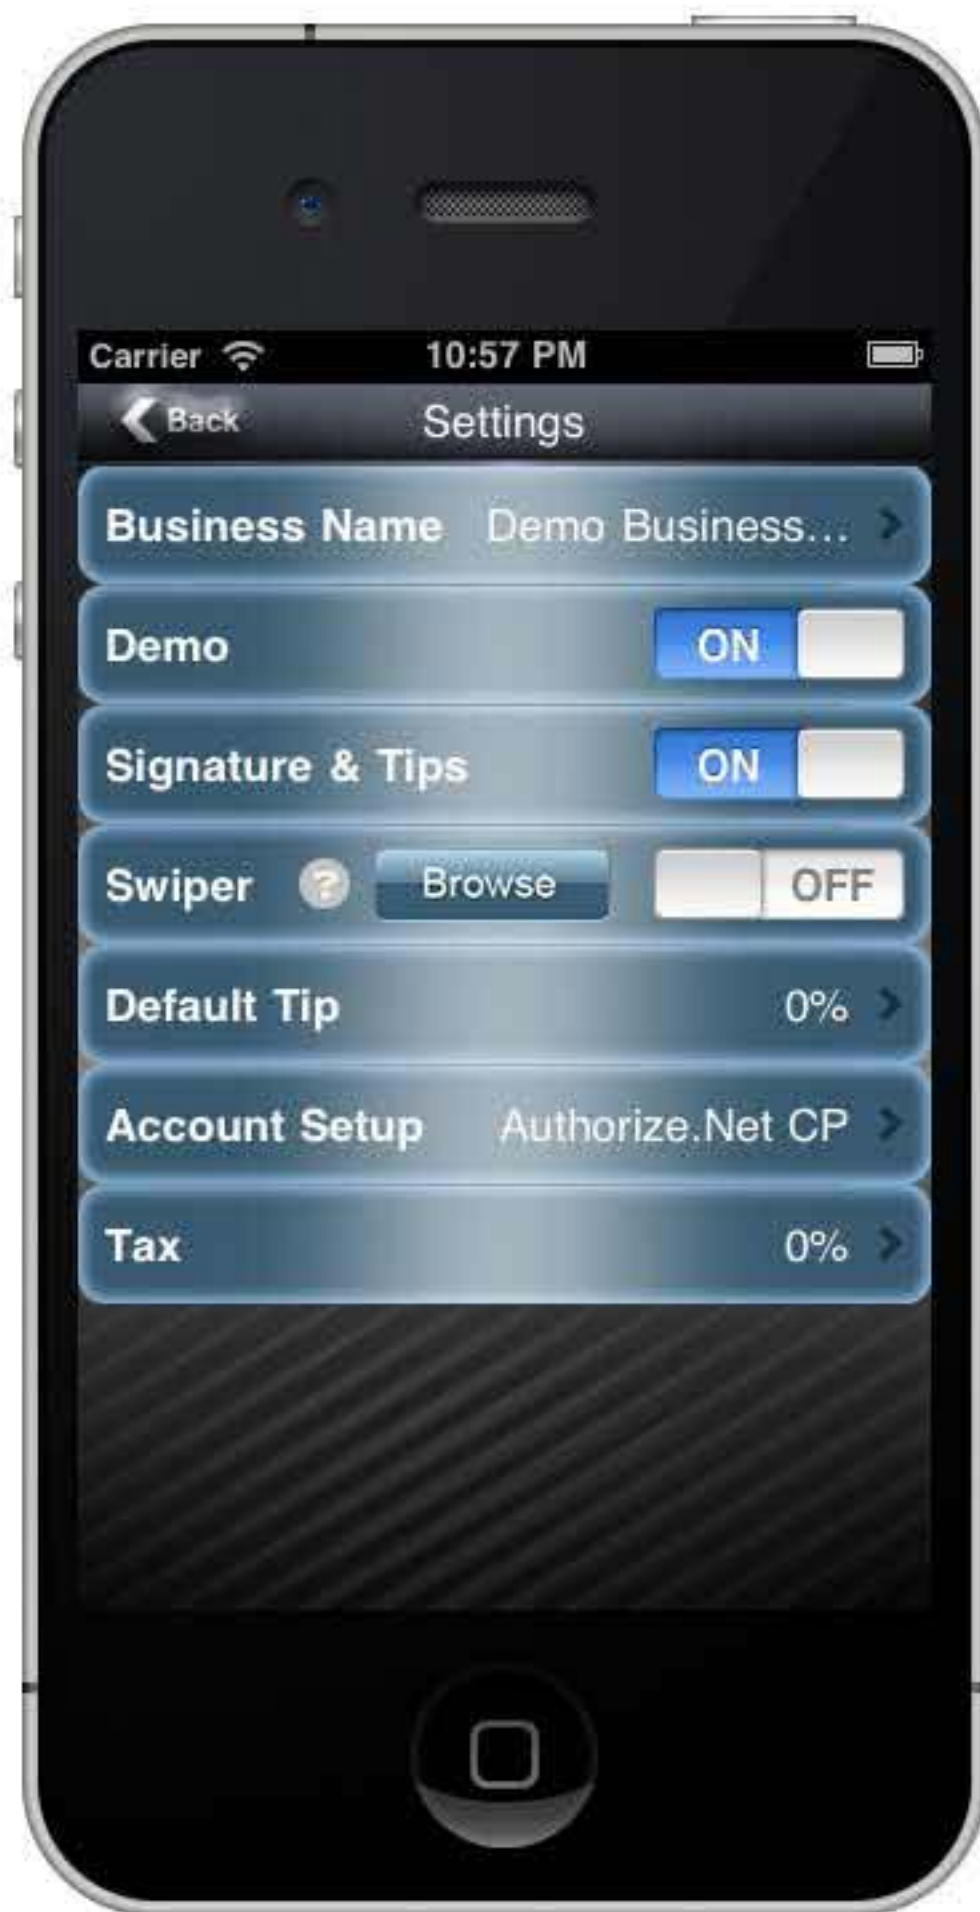 Carrier 10:57 PM
Back Settings
Business Name Demo Business...
Demo ON
Signature & Tips ON
Swiper ? Browse OFF
Default Tip 0%
Account Setup Authorize.Net CP
Tax 0%